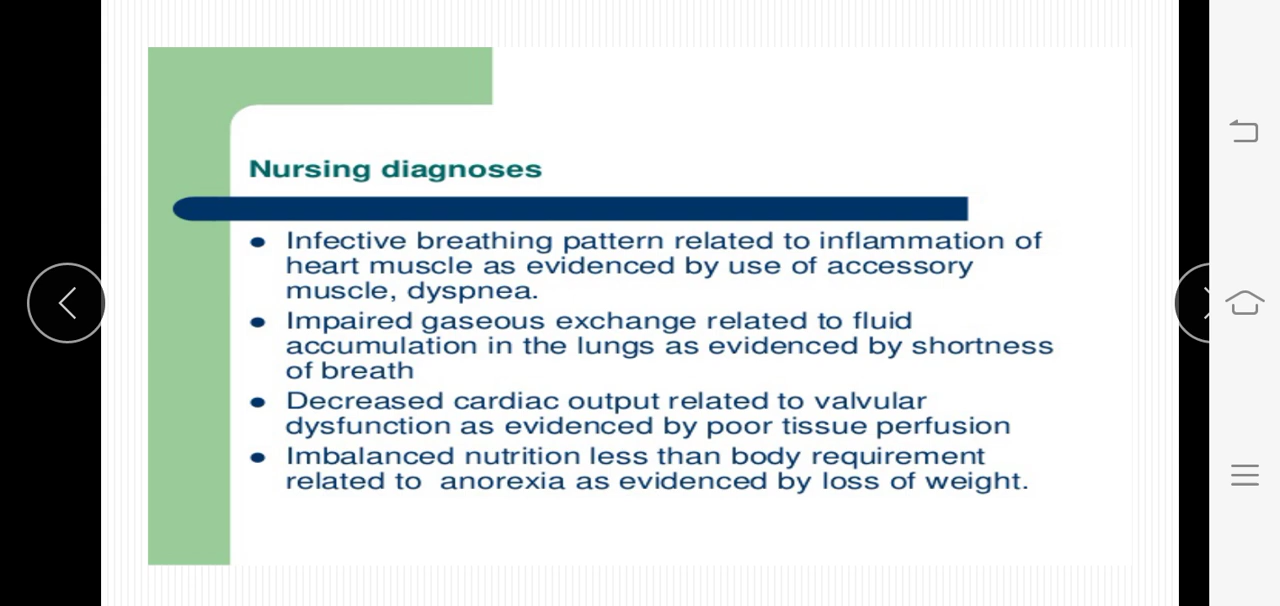 Nursing diagnoses
● Infective breathing pattern related to inflammation of
heart muscle as evidenced by use of accessory
muscle, dyspnea.
● Impaired gaseous exchange related to fluid
accumulation in the lungs as evidenced by shortness
of breath
● Decreased cardiac output related to valvular
dysfunction as evidenced by poor tissue perfusion
● Imbalanced nutrition less than body requirement
related to  anorexia as evidenced by loss of weight.